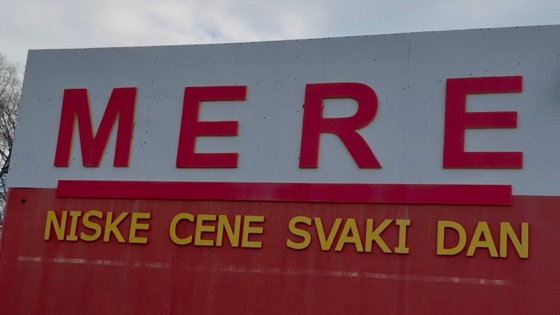 MERE
NISKE CENE SVAKI DAN